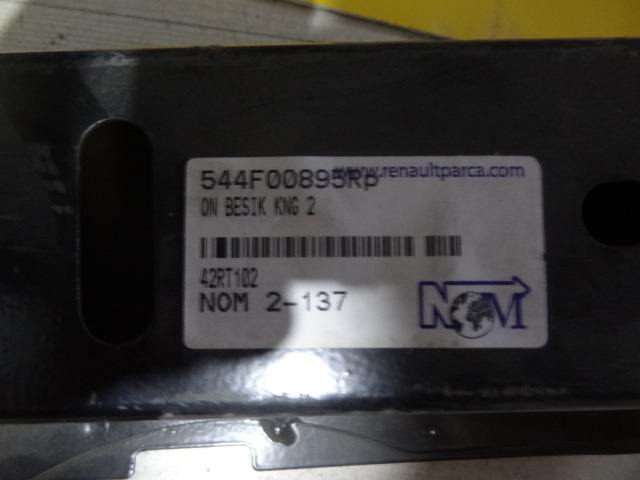 www.renaultparca.com
544F00895Rp
ON BESIK KNG 2
42RT102
NOM 2-137
NOM